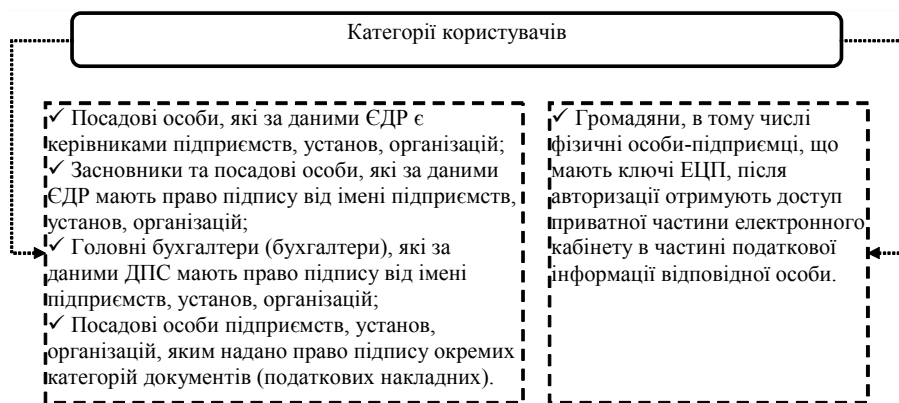 Категорії користувачів
✓ Посадові особи, які за даними ЄДР є
керівниками підприємств, установ, організацій;
✓ Засновники та посадові особи, які за даними
ЄДР мають право підпису від імені підприємств,
установ, організацій;
✓ Головні бухгалтери (бухгалтери), які за
даними ДПС мають право підпису від імені
підприємств, установ, організацій;
✓ Посадові особи підприємств, установ,
організацій, яким надано право підпису окремих
категорій документів (податкових накладних).
✓ Громадяни, в тому числі
фізичні особи-підприємці, що
мають ключі ЕЦП, після
авторизації отримують доступ
приватної частини електронного
кабінету в частині податкової
інформації відповідної особи.